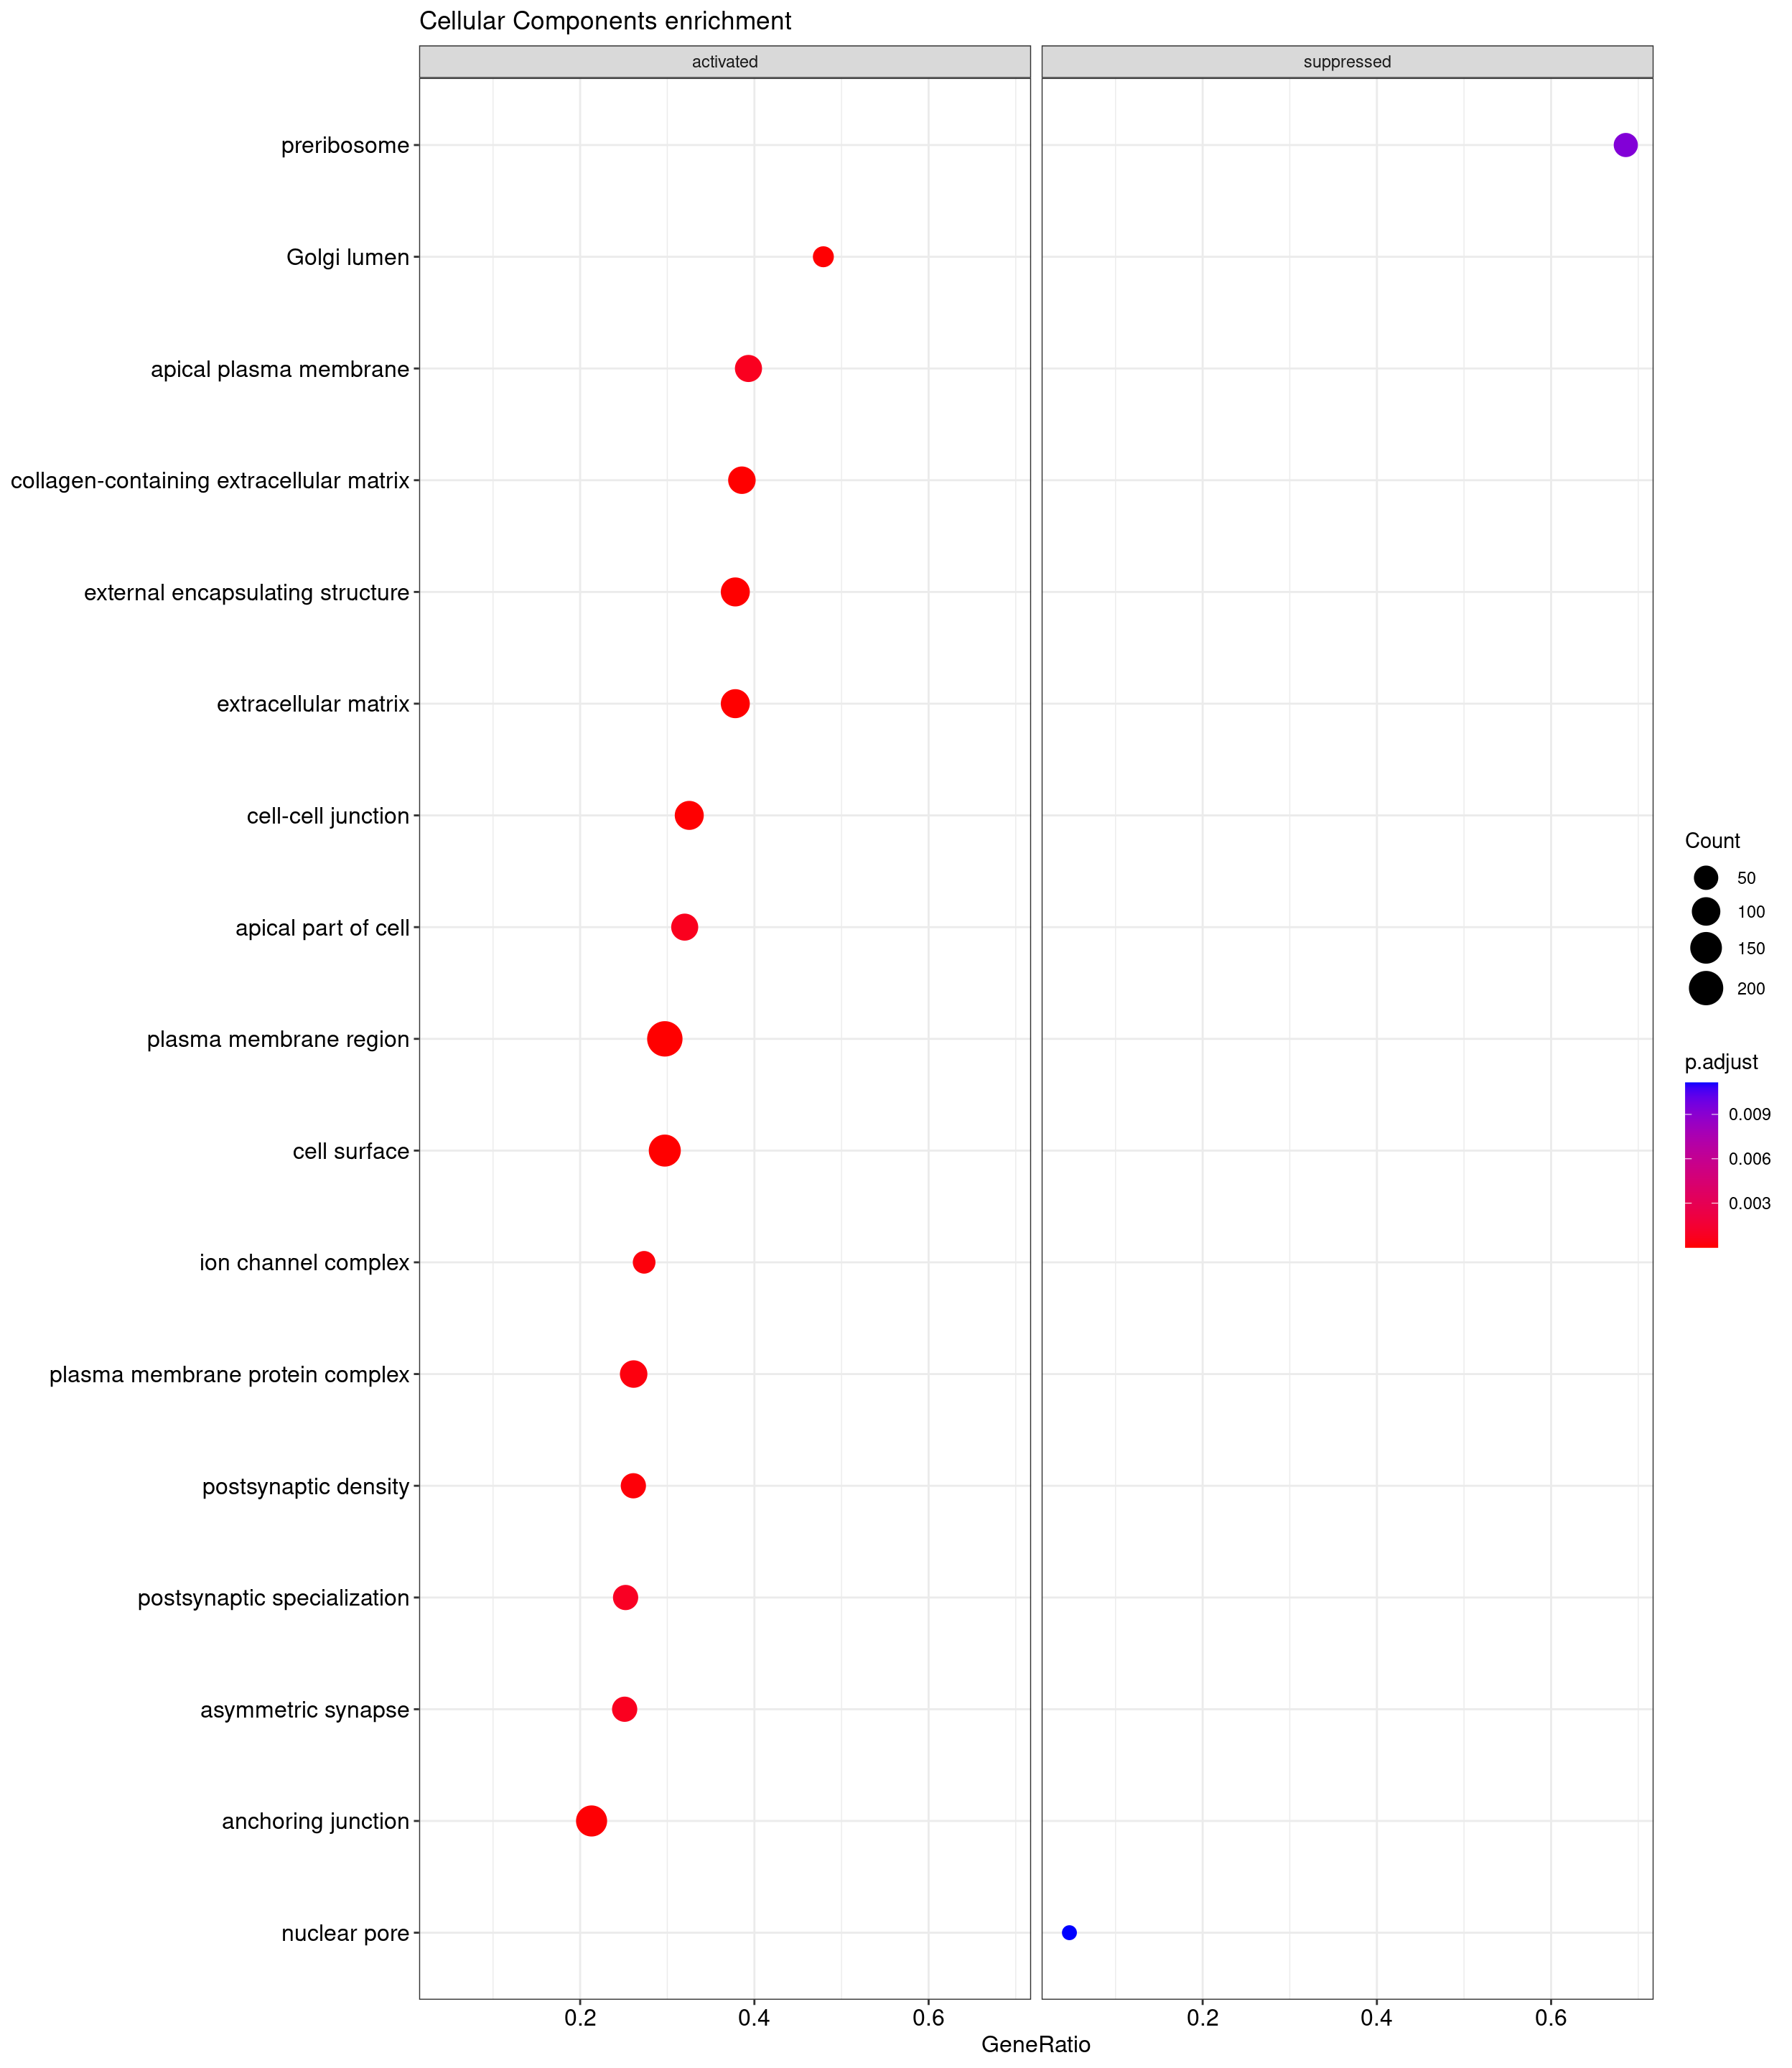 Cellular Components enrichment
activated
suppressed
preribosome
Golgi lumen
apical plasma membrane
collagen-containing extracellular matrix
external encapsulating structure
extracellular matrix
cell-cell junction
apical part of cell
plasma membrane region
cell surface
ion channel complex
plasma membrane protein complex
postsynaptic density
postsynaptic specialization
asymmetric synapse
anchoring junction
nuclear pore
0.2 0.4 0.6
0.2 0.4 0.6
GeneRatio
Count
50
100
150
200
p.adjust
0.009
0.006
0.003